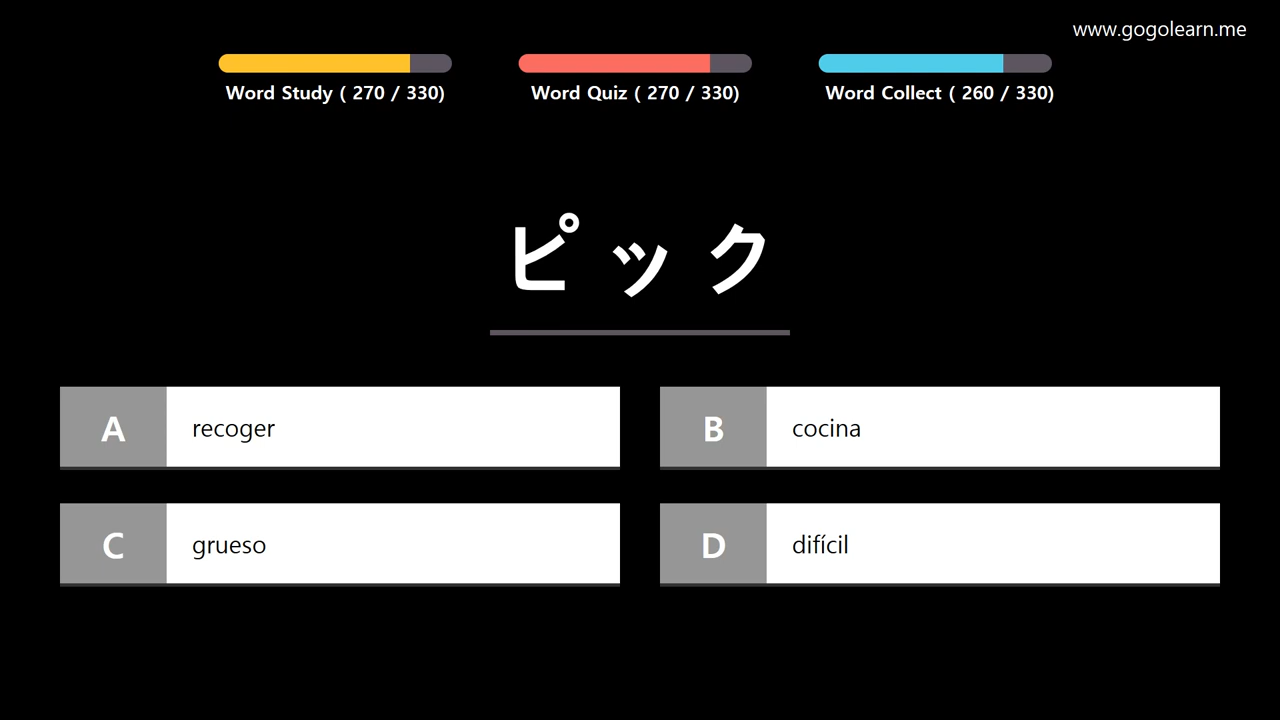 www.gogolearn.me
Word Study ( 270 / 330)
Word Quiz ( 270 / 330)
Word Collect ( 260 / 330)
ピック
A recoger
B cocina
C grueso
D difícil